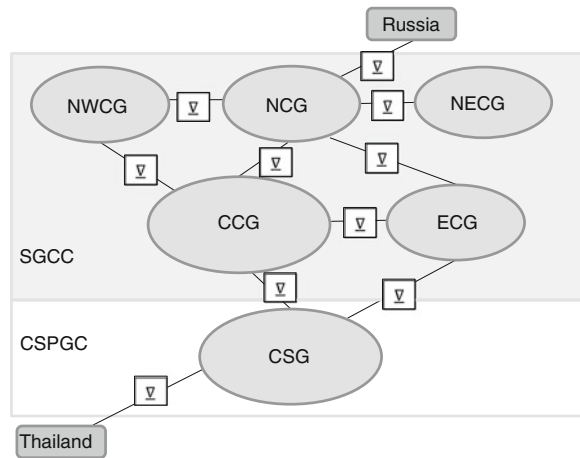 Russia
NWCG
NCG
NECG
CCG
ECG
SGCC
CSPGC
CSG
Thailand